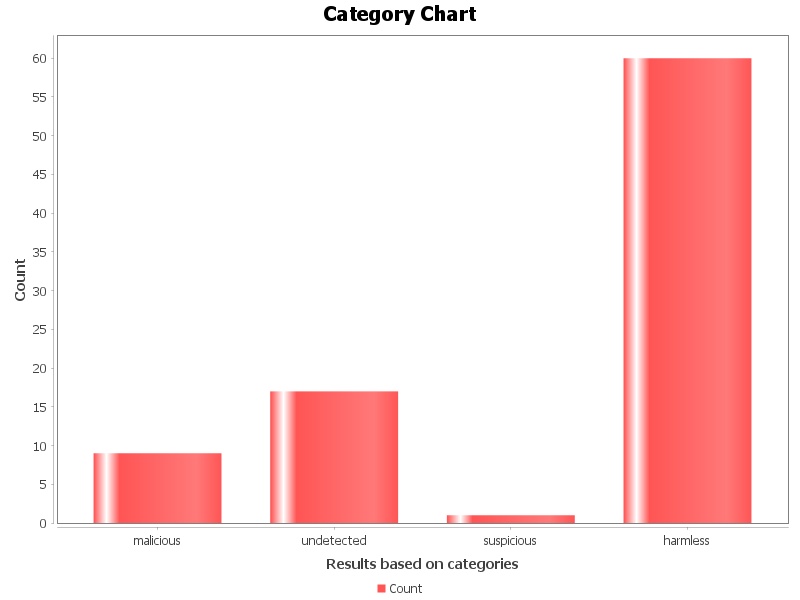 Category Chart
60
55
50
45
40
35
30
25
20
15
10
5
0
Count
malicious undetected suspicious harmless
Results based on categories
Count